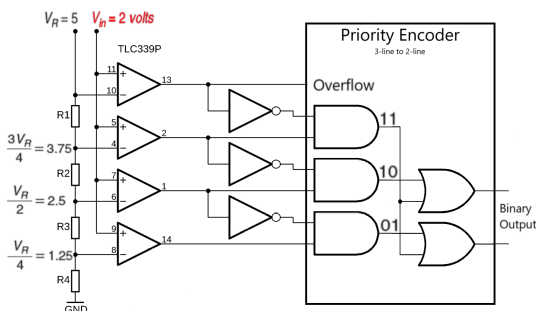 V_R = 5
V_in = 2 volts
TLC339P
Priority Encoder
3-line to 2-line
11
+
10
−
13
Overflow
R1
5
+
4
−
2
11
3V_R/4 = 3.75
R2
7
+
6
−
1
10
V_R/2 = 2.5
R3
9
+
8
−
14
01
V_R/4 = 1.25
R4
Binary
Output
GND